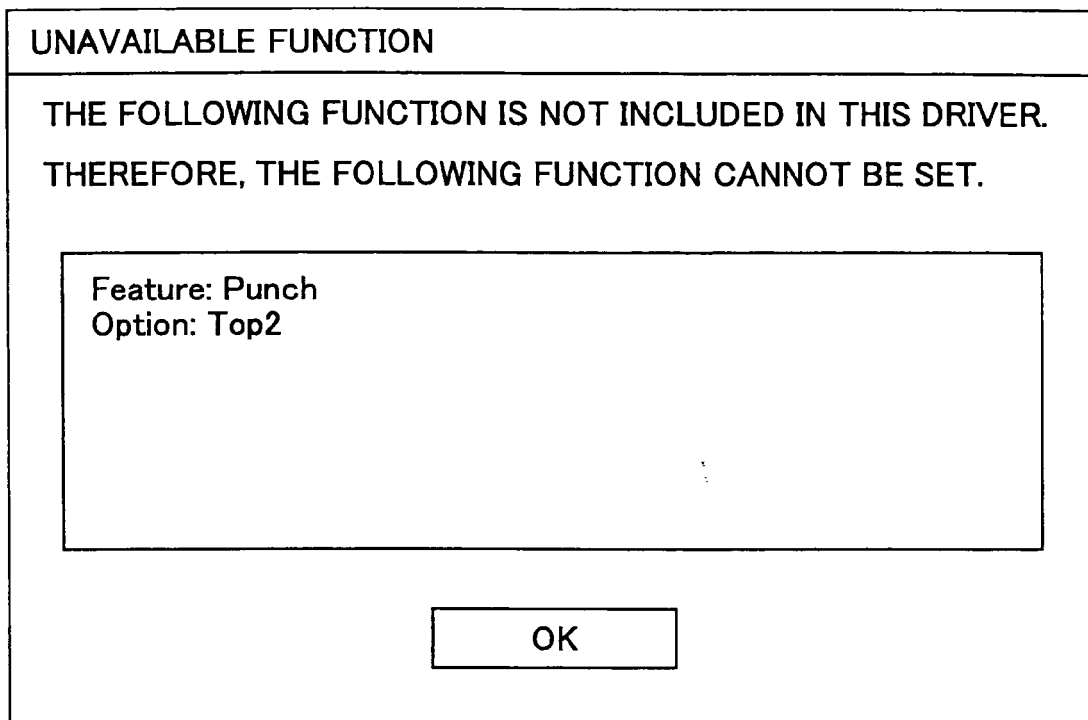 UNAVAILABLE FUNCTION
THE FOLLOWING FUNCTION IS NOT INCLUDED IN THIS DRIVER.
THEREFORE, THE FOLLOWING FUNCTION CANNOT BE SET.
Feature: Punch
Option: Top2
OK